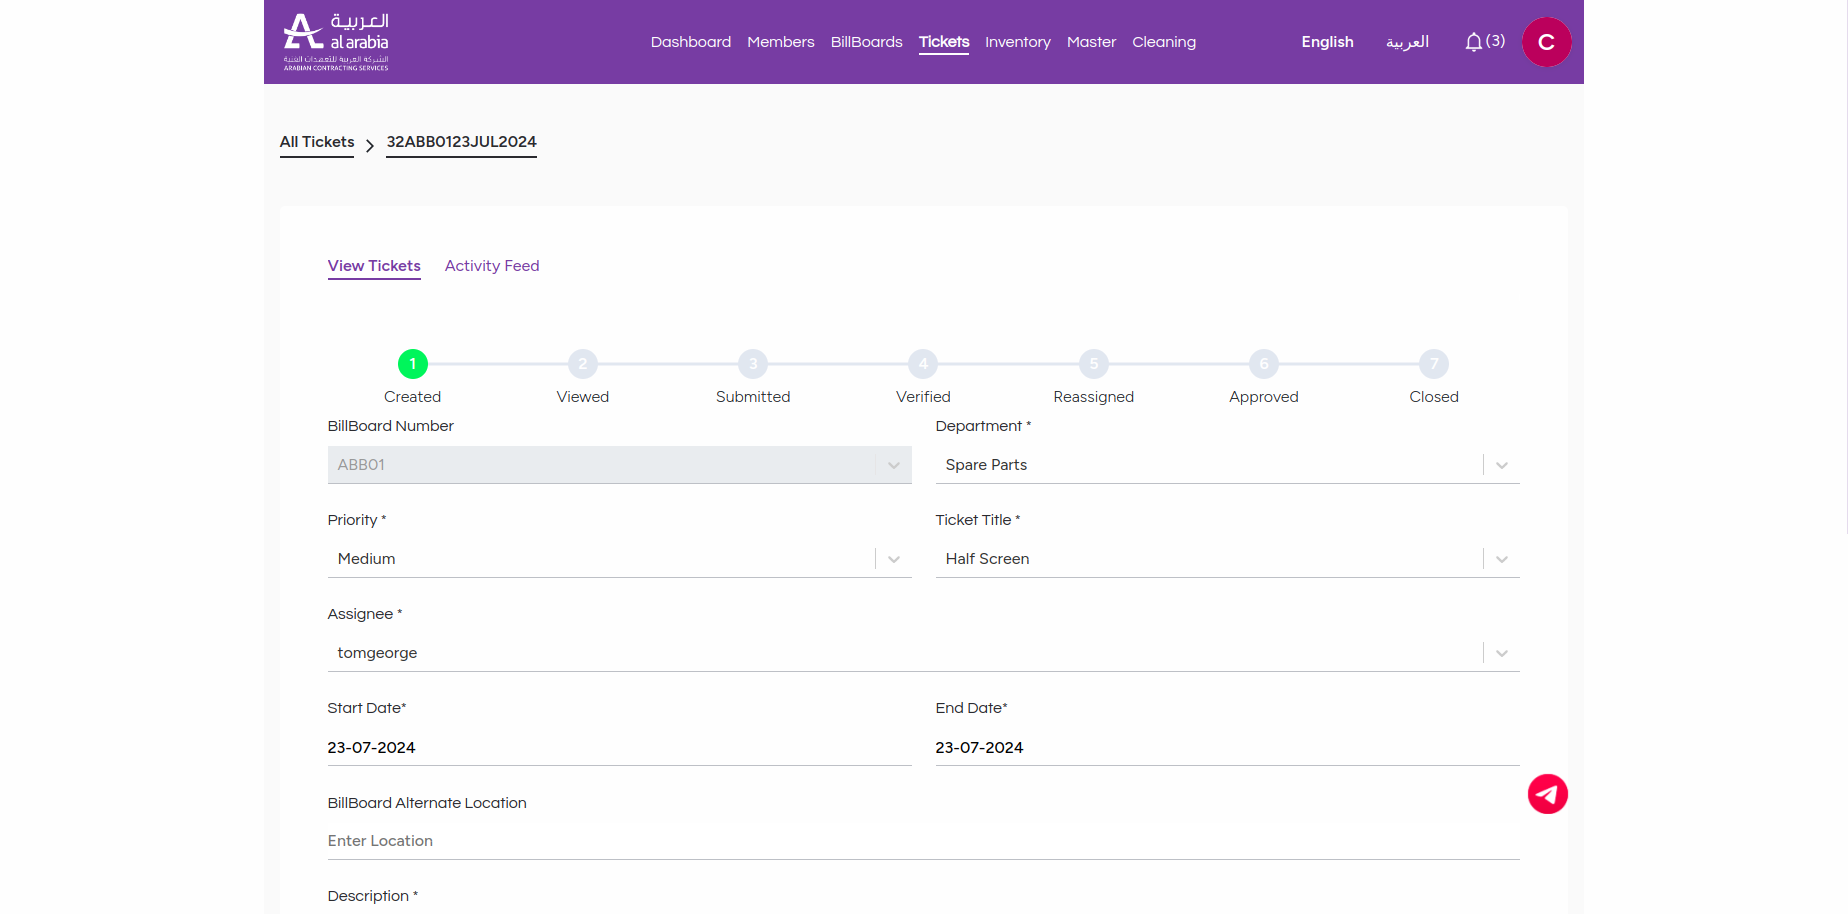 العربية
al arabia
الشركة العربية للتعهدات الفنية
ARABIAN CONTRACTING SERVICES
Dashboard Members BillBoards Tickets Inventory Master Cleaning English العربية (3) C
All Tickets 32ABB0123JUL2024
View Tickets Activity Feed
1 2 3 4 5 6 7
Created Viewed Submitted Verified Reassigned Approved Closed
BillBoard Number Department *
ABB01 Spare Parts
Priority * Ticket Title *
Medium Half Screen
Assignee *
tomgeorge
Start Date* End Date*
23-07-2024 23-07-2024
BillBoard Alternate Location
Enter Location
Description *